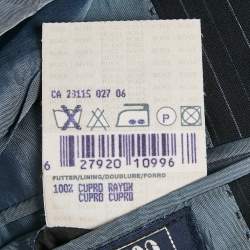 CA 23115 027 06
6 27920 10996
FUTTER/LINING/DOUBLURE/FORRO
100% CUPRO RAYON
CUPRO CUPRO